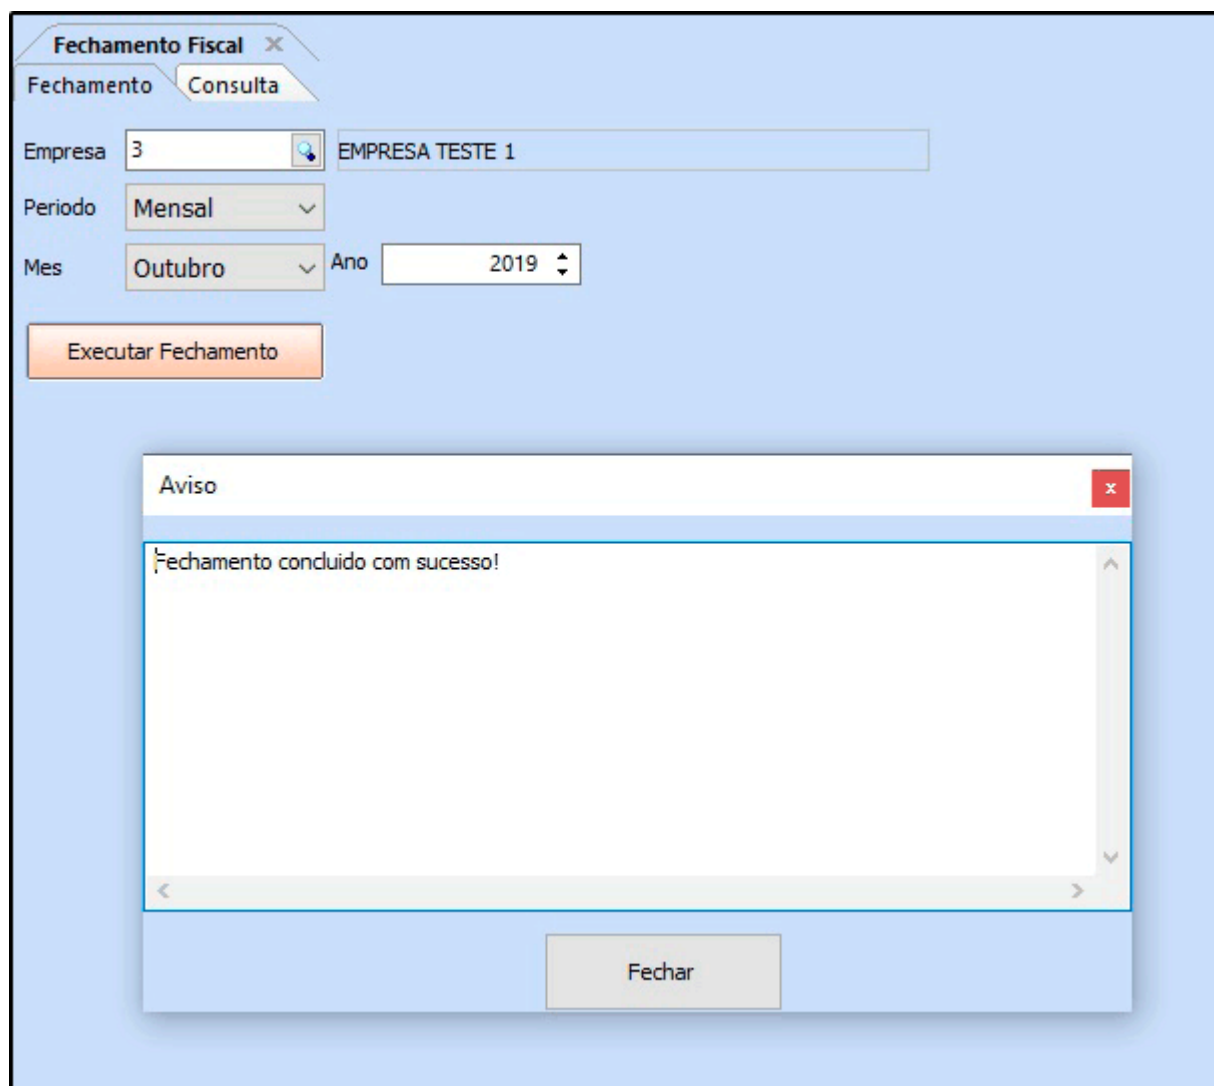 Fechamento Fiscal
Fechamento Consulta
Empresa 3 EMPRESA TESTE 1
Periodo Mensal
Mes Outubro Ano 2019
Executar Fechamento
Aviso
Fechamento concluido com sucesso!
Fechar